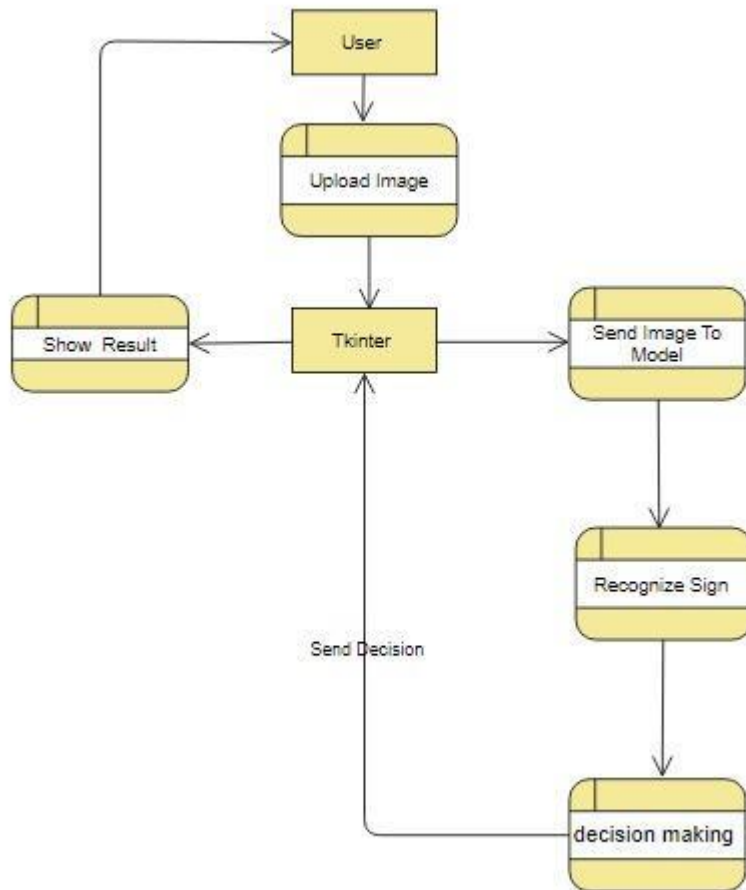 User
Upload Image
Tkinter
Show Result
Send Image To
Model
Recognize Sign
Send Decision
decision making